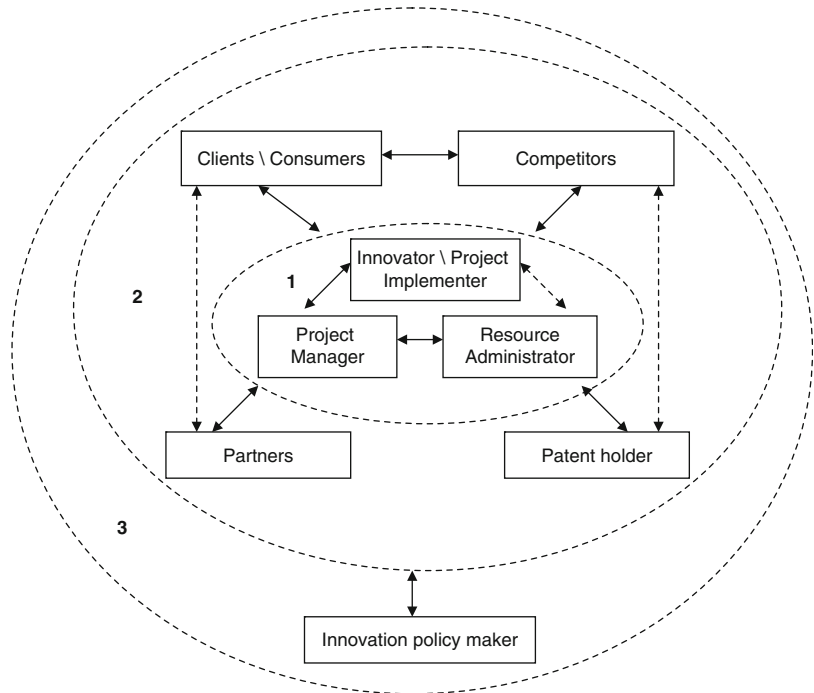 Clients \ Consumers
Competitors
Innovator \ Project
Implementer
1
2
Project
Manager
Resource
Administrator
Partners
Patent holder
3
Innovation policy maker